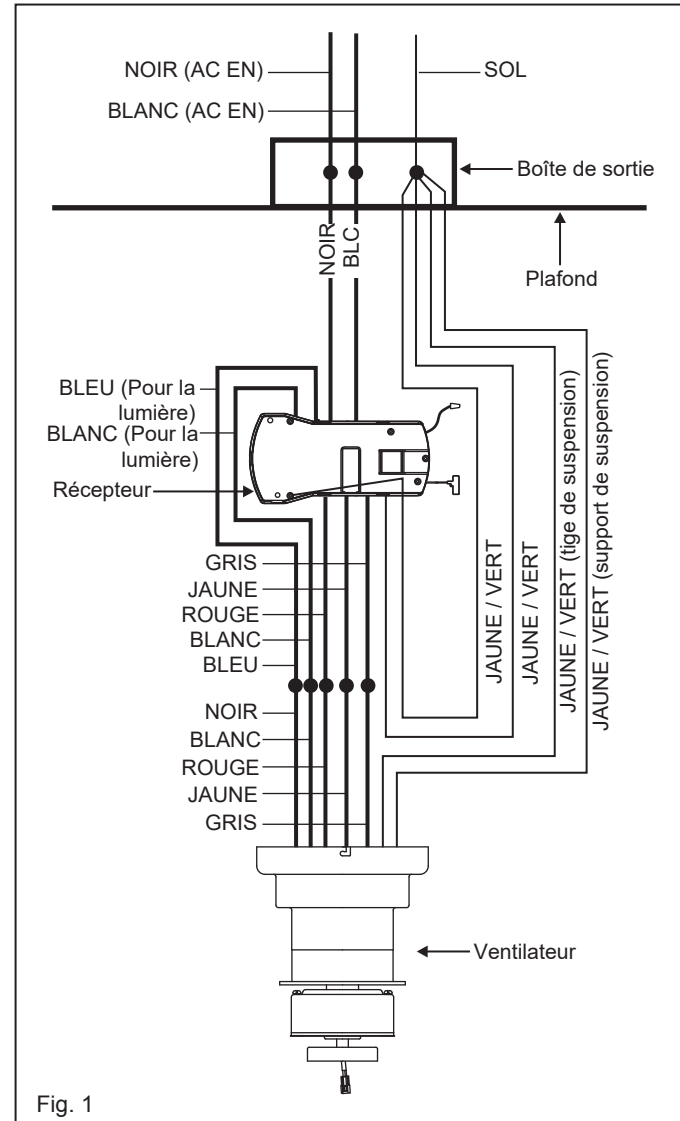 NOIR (AC EN)
SOL
BLANC (AC EN)
Boîte de sortie
NOIR
BLC
Plafond
BLEU (Pour la
lumière)
BLANC (Pour la
lumière)
Récepteur
GRIS
JAUNE
ROUGE
BLANC
BLEU
JAUNE / VERT
JAUNE / VERT
JAUNE / VERT (tige de suspension)
JAUNE / VERT (support de suspension)
NOIR
BLANC
ROUGE
JAUNE
GRIS
Ventilateur
Fig. 1